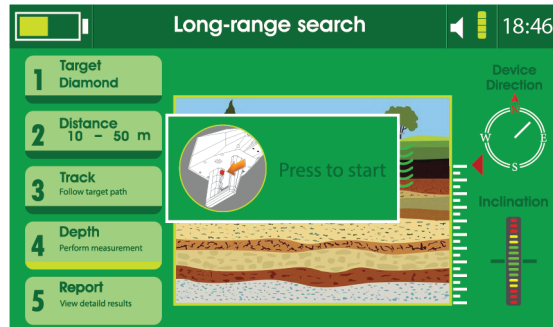 Long-range search
18:46
1 Target
Diamond
2 Distance
10 - 50 m
3 Track
Follow target path
4 Depth
Perform measurement
5 Report
View detaild results
Press to start
Device
Direction
N
W
E
S
Inclination